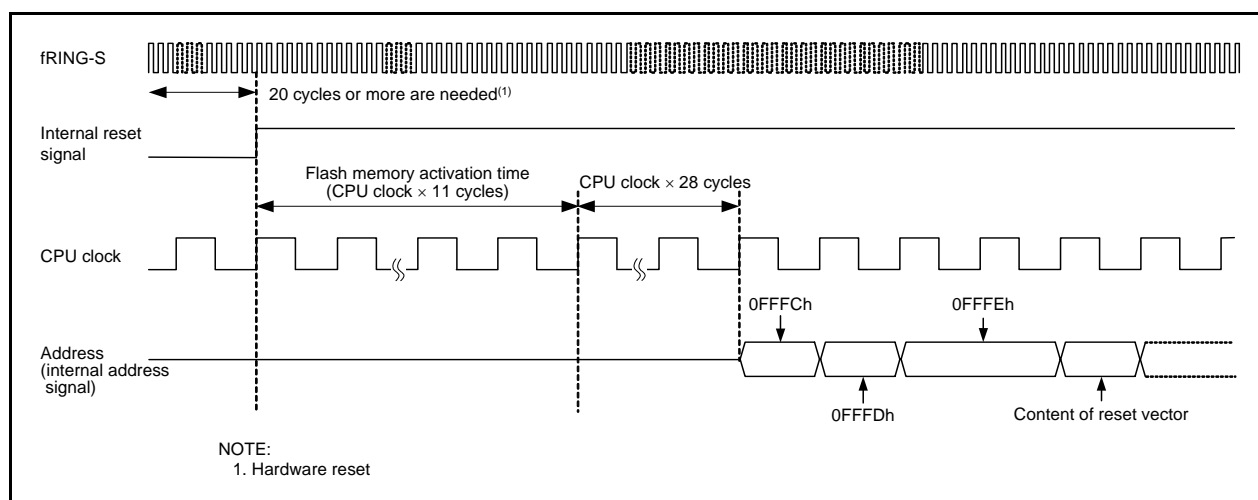 fRING-S
20 cycles or more are needed(1)
Internal reset
signal
Flash memory activation time
(CPU clock × 11 cycles)
CPU clock × 28 cycles
CPU clock
0FFFCh
0FFFEh
Address
(internal address
signal)
0FFFDh
Content of reset vector
NOTE:
1. Hardware reset